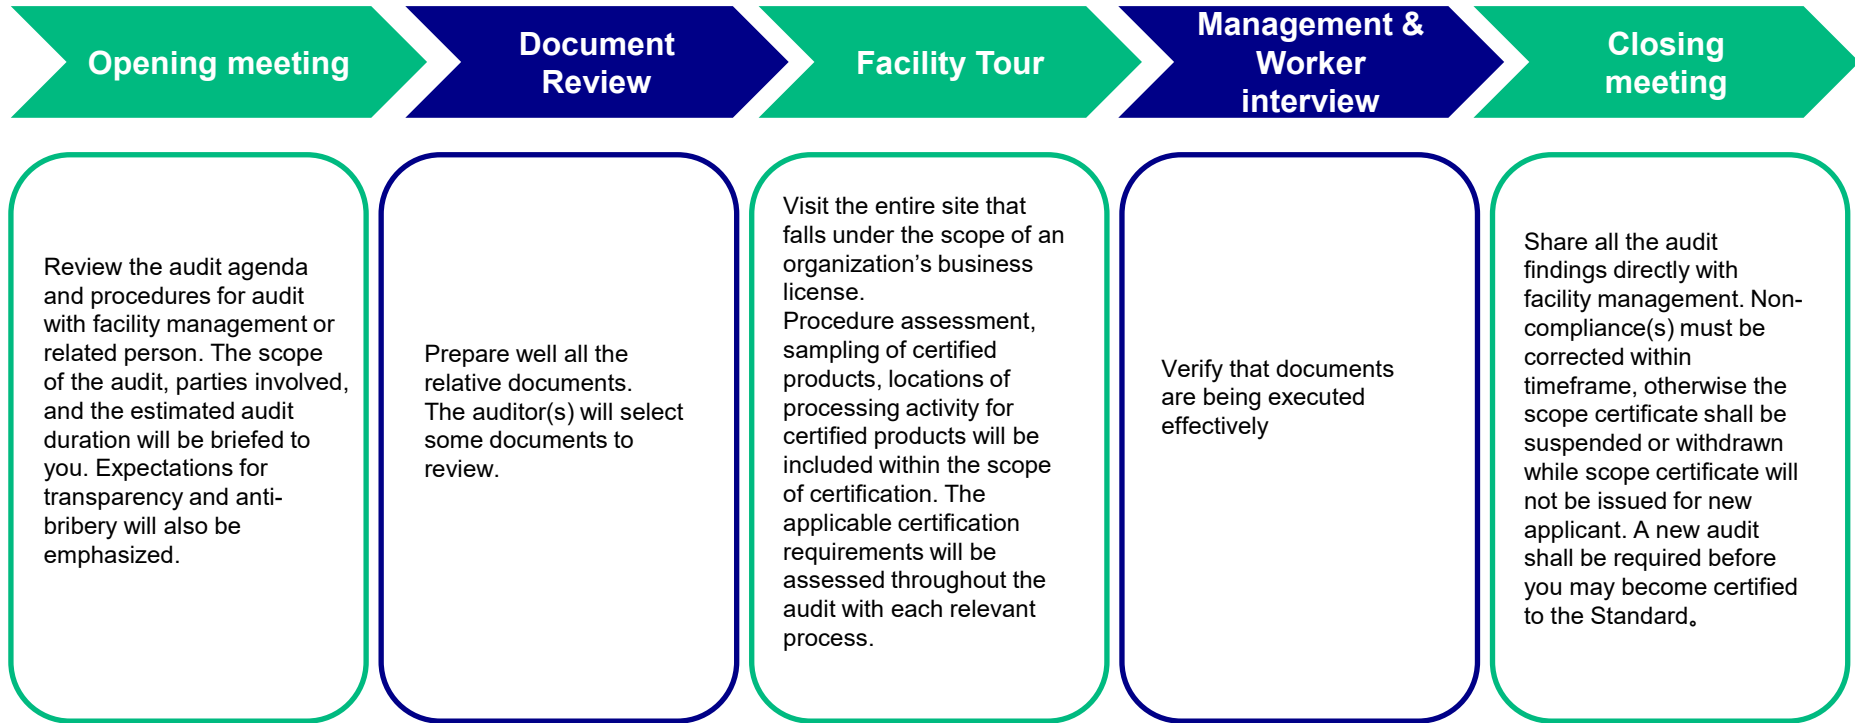 Opening meeting
Document
Review
Facility Tour
Management &
Worker
interview
Closing
meeting
Review the audit agenda
and procedures for audit
with facility management or
related person. The scope
of the audit, parties involved,
and the estimated audit
duration will be briefed to
you. Expectations for
transparency and anti-
bribery will also be
emphasized.
Prepare well all the
relative documents.
The auditor(s) will select
some documents to
review.
Visit the entire site that
falls under the scope of an
organization’s business
license.
Procedure assessment,
sampling of certified
products, locations of
processing activity for
certified products will be
included within the scope
of certification. The
applicable certification
requirements will be
assessed throughout the
audit with each relevant
process.
Verify that documents
are being executed
effectively
Share all the audit
findings directly with
facility management. Non-
compliance(s) must be
corrected within
timeframe, otherwise the
scope certificate shall be
suspended or withdrawn
while scope certificate will
not be issued for new
applicant. A new audit
shall be required before
you may become certified
to the Standard。